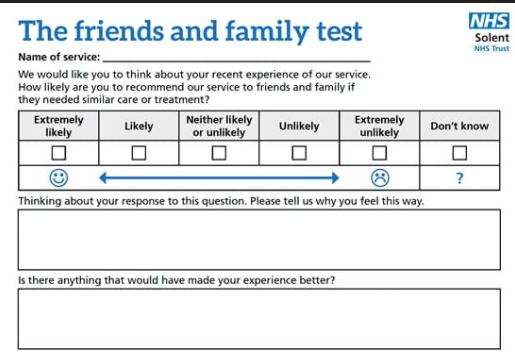 The friends and family test
NHS
Solent
NHS Trust
Name of service:
We would like you to think about your recent experience of our service.
How likely are you to recommend our service to friends and family if
they needed similar care or treatment?
Extremely likely
Likely
Neither likely or unlikely
Unlikely
Extremely unlikely
Don't know
?
Thinking about your response to this question. Please tell us why you feel this way.
Is there anything that would have made your experience better?